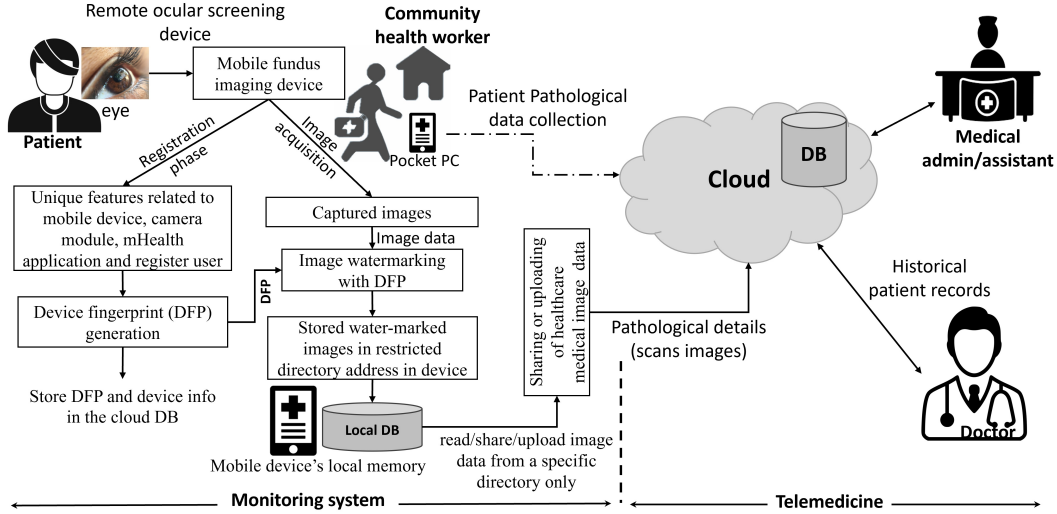 Remote ocular screening
device
Community
health worker
Mobile fundus
imaging device
eye
Patient
Registration
phase
Image
acquisition
Pocket PC
Patient Pathological
data collection
Cloud
DB
Medical
admin/assistant
Unique features related to
mobile device, camera
module, mHealth
application and register user
Captured images
Image data
Image watermarking
with DFP
DFP
Device fingerprint (DFP)
generation
Stored water-marked
images in restricted
directory address in device
Store DFP and device info
in the cloud DB
Local DB
Mobile device's local memory
Sharing or uploading
of healthcare
medical image data
read/share/upload image
data from a specific
directory only
Pathological details
(scans images)
Historical
patient records
Doctor
Monitoring system
Telemedicine